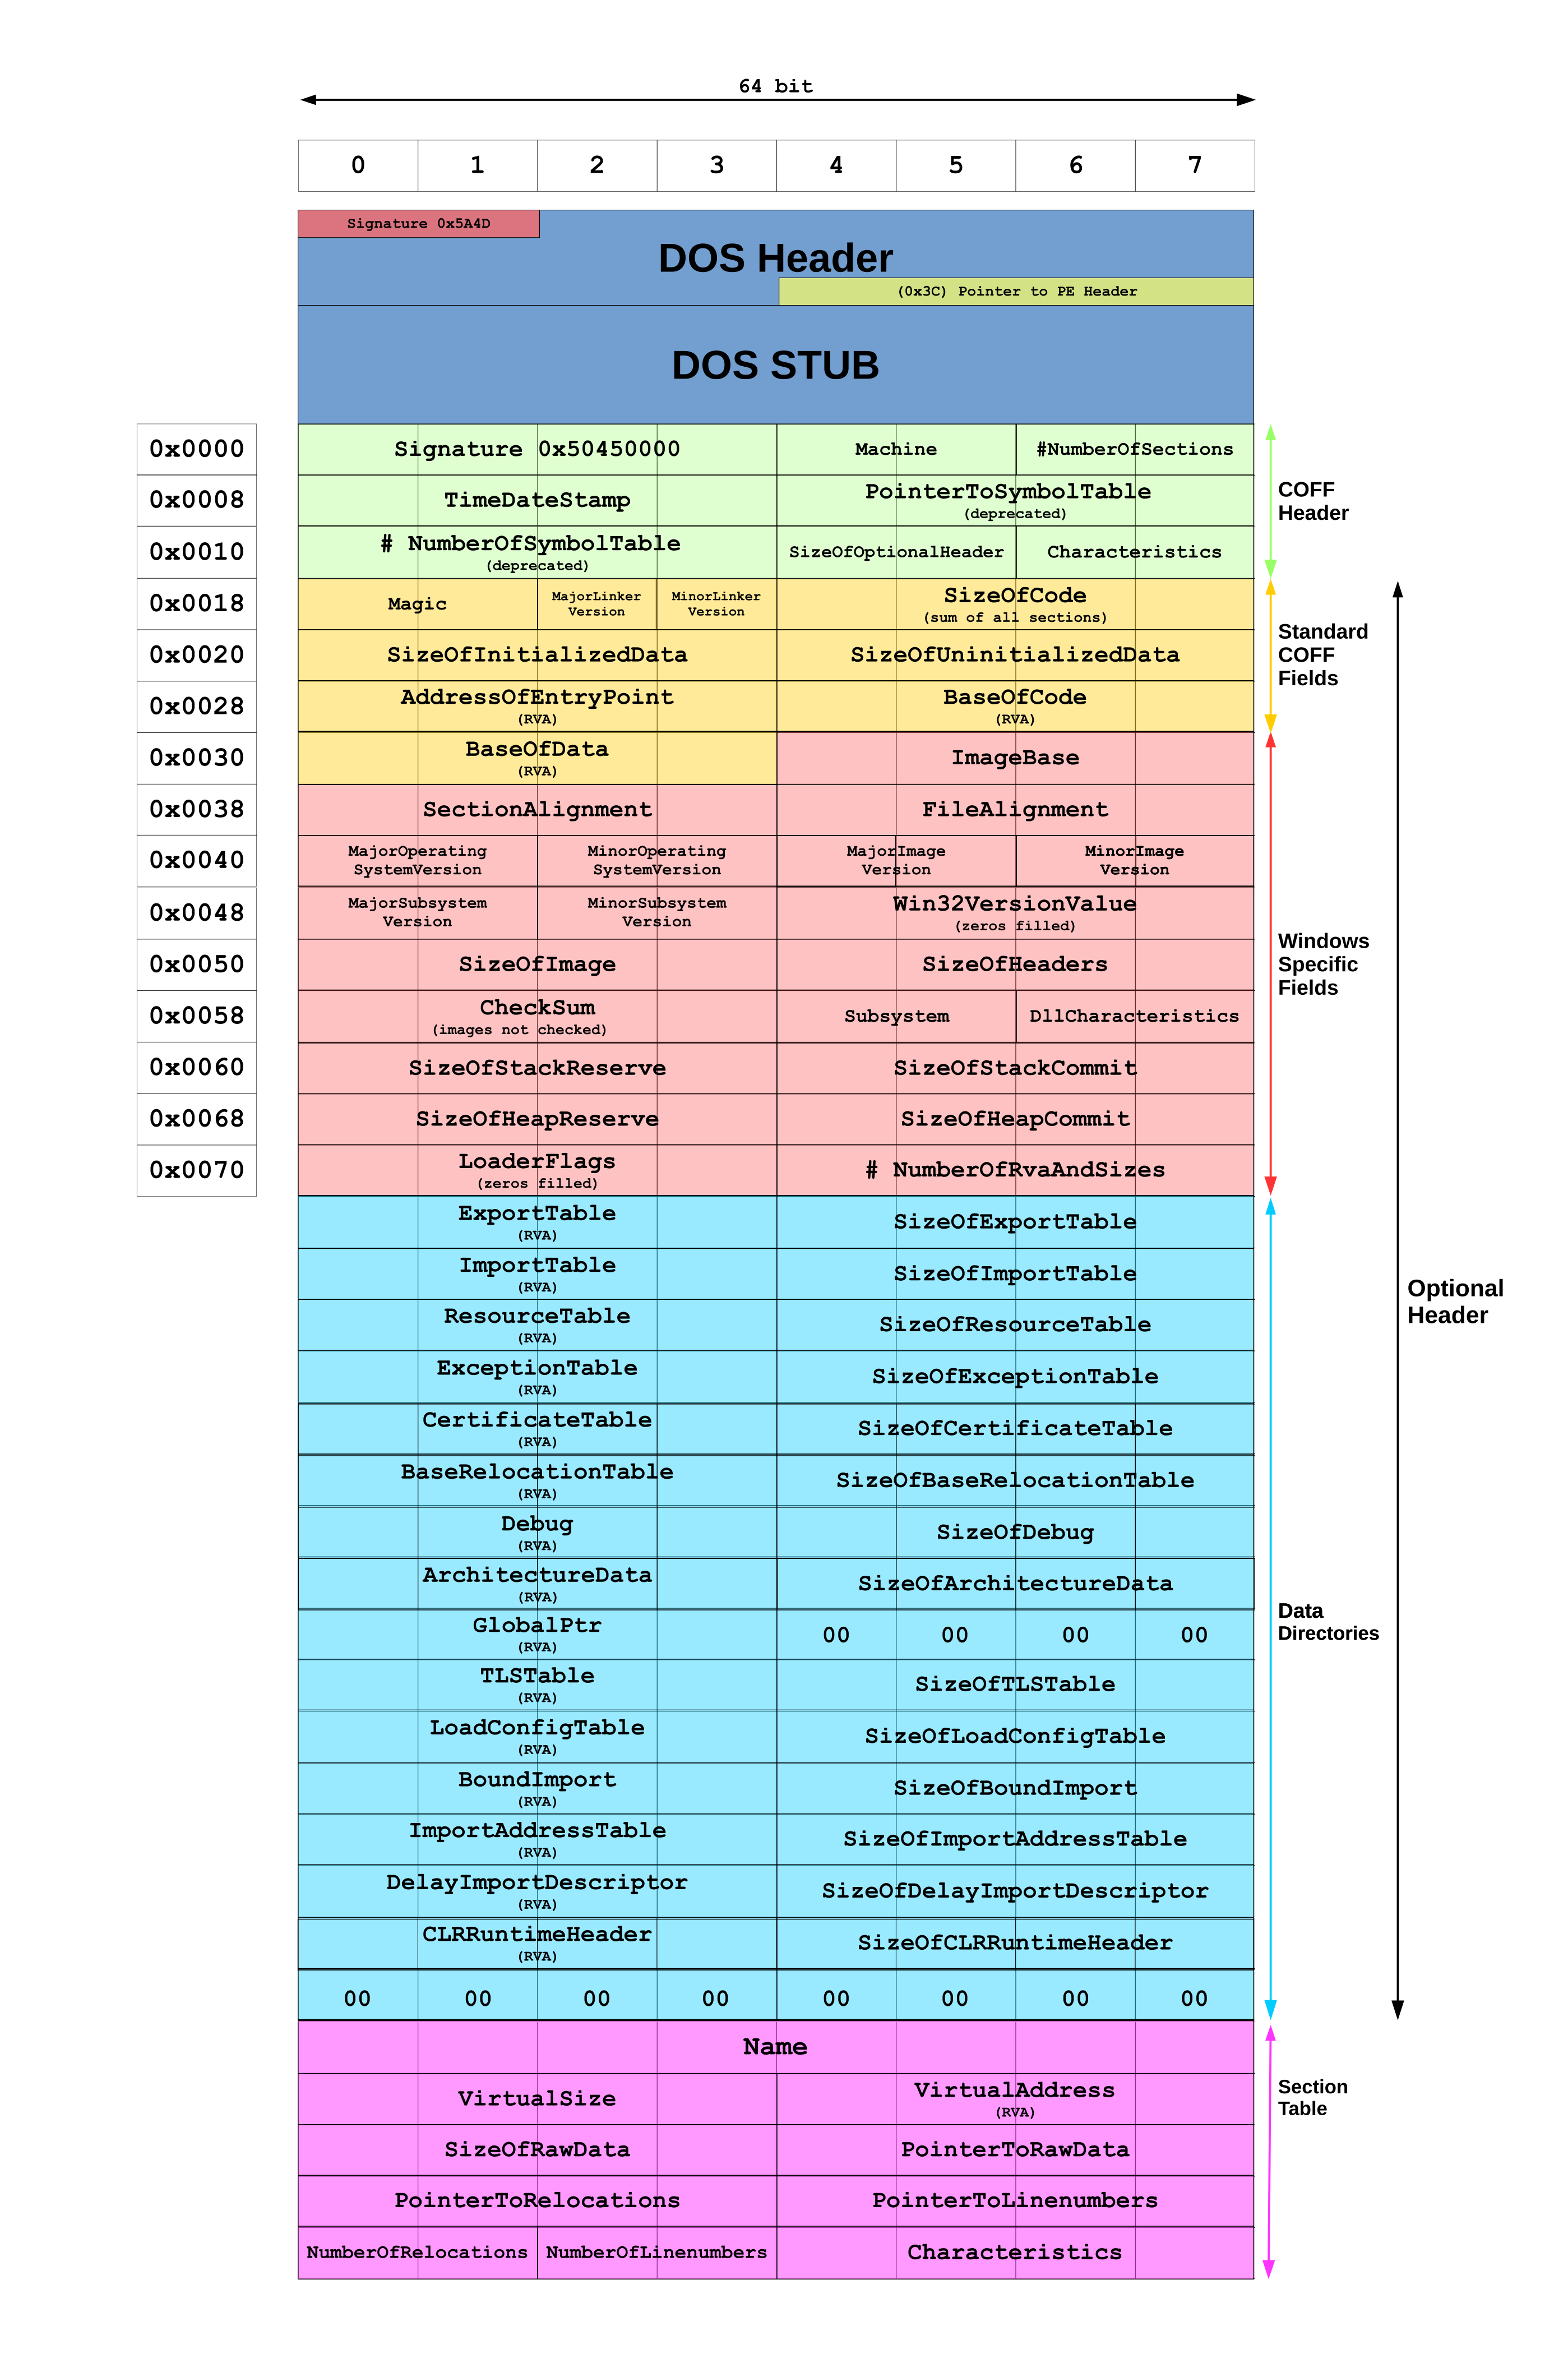 64 bit
0 1 2 3 4 5 6 7
Signature 0x5A4D
DOS Header
(0x3C) Pointer to PE Header
DOS STUB
0x0000 Signature 0x50450000 Machine #NumberOfSections
0x0008 TimeDateStamp PointerToSymbolTable
(deprecated)
COFF
Header
0x0010 # NumberOfSymbolTable SizeOfOptionalHeader Characteristics
(deprecated)
0x0018 Magic MajorLinker MinorLinker SizeOfCode
Version Version (sum of all sections)
Standard
COFF
Fields
0x0020 SizeOfInitializedData SizeOfUninitializedData
0x0028 AddressOfEntryPoint BaseOfCode
(RVA) (RVA)
0x0030 BaseOfData ImageBase
(RVA)
0x0038 SectionAlignment FileAlignment
0x0040 MajorOperating MinorOperating MajorImage MinorImage
SystemVersion SystemVersion Version Version
0x0048 MajorSubsystem MinorSubsystem Win32VersionValue
Version Version (zeros filled)
Windows
Specific
Fields
0x0050 SizeOfImage SizeOfHeaders
0x0058 CheckSum Subsystem DllCharacteristics
(images not checked)
0x0060 SizeOfStackReserve SizeOfStackCommit
0x0068 SizeOfHeapReserve SizeOfHeapCommit
0x0070 LoaderFlags # NumberOfRvaAndSizes
(zeros filled)
ExportTable SizeOfExportTable
(RVA)
ImportTable SizeOfImportTable
(RVA)
Optional
Header
ResourceTable SizeOfResourceTable
(RVA)
ExceptionTable SizeOfExceptionTable
(RVA)
CertificateTable SizeOfCertificateTable
(RVA)
BaseRelocationTable SizeOfBaseRelocationTable
(RVA)
Debug SizeOfDebug
(RVA)
ArchitectureData SizeOfArchitectureData
(RVA)
GlobalPtr 00 00 00 00
(RVA)
Data
Directories
TLSTable SizeOfTLSTable
(RVA)
LoadConfigTable SizeOfLoadConfigTable
(RVA)
BoundImport SizeOfBoundImport
(RVA)
ImportAddressTable SizeOfImportAddressTable
(RVA)
DelayImportDescriptor SizeOfDelayImportDescriptor
(RVA)
CLRRuntimeHeader SizeOfCLRRuntimeHeader
(RVA)
00 00 00 00 00 00 00 00
Name
VirtualSize VirtualAddress
(RVA)
Section
Table
SizeOfRawData PointerToRawData
PointerToRelocations PointerToLinenumbers
NumberOfRelocations NumberOfLinenumbers Characteristics